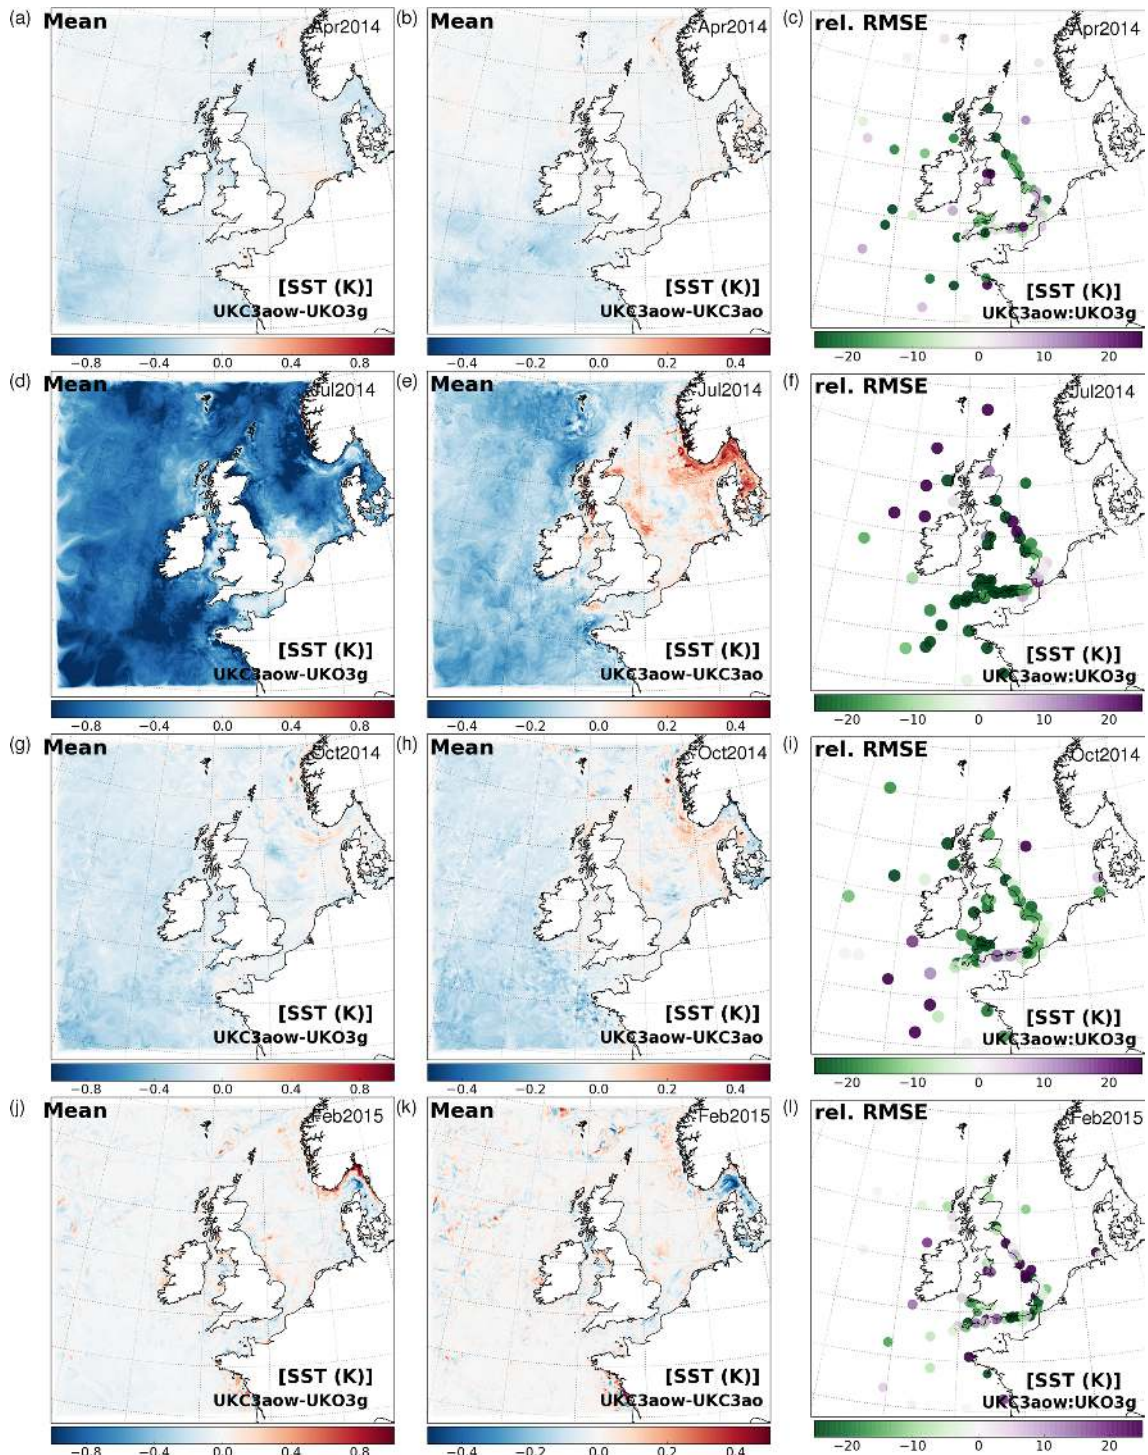 (a) Mean Apr2014
[SST (K)]
UKC3aow-UKO3g
−0.8 −0.4 0.0 0.4 0.8
(b) Mean Apr2014
[SST (K)]
UKC3aow-UKC3ao
−0.4 −0.2 0.0 0.2 0.4
(c) rel. RMSE Apr2014
[SST (K)]
UKC3aow:UKO3g
−20 −10 0 10 20
(d) Mean Jul2014
[SST (K)]
UKC3aow-UKO3g
−0.8 −0.4 0.0 0.4 0.8
(e) Mean Jul2014
[SST (K)]
UKC3aow-UKC3ao
−0.4 −0.2 0.0 0.2 0.4
(f) rel. RMSE Jul2014
[SST (K)]
UKC3aow:UKO3g
−20 −10 0 10 20
(g) Mean Oct2014
[SST (K)]
UKC3aow-UKO3g
−0.8 −0.4 0.0 0.4 0.8
(h) Mean Oct2014
[SST (K)]
UKC3aow-UKC3ao
−0.4 −0.2 0.0 0.2 0.4
(i) rel. RMSE Oct2014
[SST (K)]
UKC3aow:UKO3g
−20 −10 0 10 20
(j) Mean Feb2015
[SST (K)]
UKC3aow-UKO3g
−0.8 −0.4 0.0 0.4 0.8
(k) Mean Feb2015
[SST (K)]
UKC3aow-UKC3ao
−0.4 −0.2 0.0 0.2 0.4
(l) rel. RMSE Feb2015
[SST (K)]
UKC3aow:UKO3g
−20 −10 0 10 20